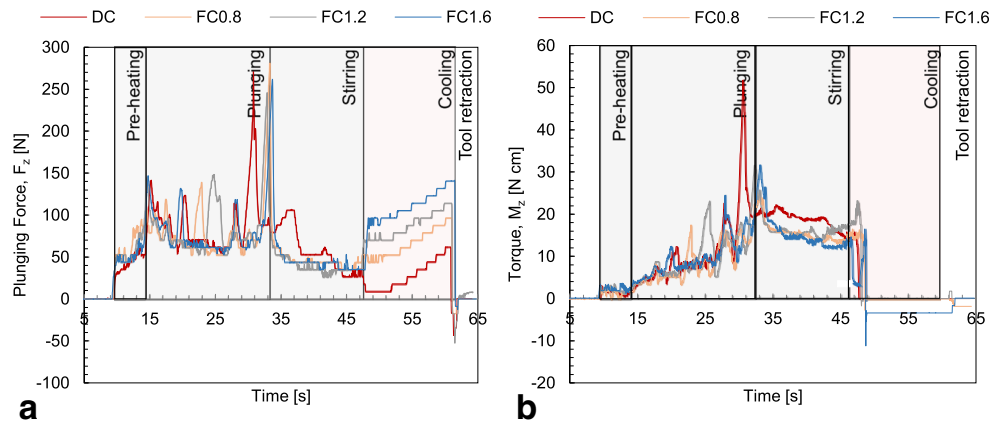 DC FC0.8 FC1.2 FC1.6
Plunging Force, Fz [N]
300
250
200
150
100
50
0
-50
-100
5 15 25 35 45 55 65
Pre-heating
Plunging
Stirring
Cooling
Tool retraction
Time [s]
a
DC FC0.8 FC1.2 FC1.6
Torque, Mz [N cm]
60
50
40
30
20
10
0
-10
-20
5 15 25 35 45 55 65
Pre-heating
Plunging
Stirring
Cooling
Tool retraction
Time [s]
b